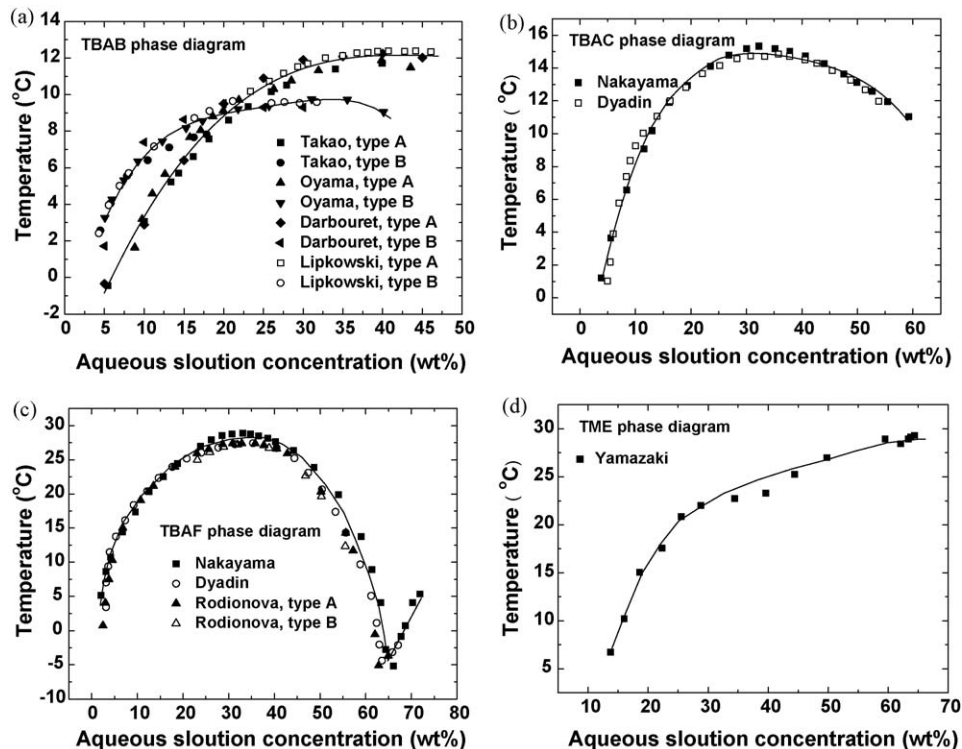 (a)
TBAB phase diagram
Temperature (°C)
14
12
10
8
6
4
2
0
-2
0 5 10 15 20 25 30 35 40 45 50
Aqueous sloution concentration (wt%)
Takao, type A
Takao, type B
Oyama, type A
Oyama, type B
Darbouret, type A
Darbouret, type B
Lipkowski, type A
Lipkowski, type B
(b)
TBAC phase diagram
Nakayama
Dyadin
Temperature ( °C)
16
14
12
10
8
6
4
2
0
0 10 20 30 40 50 60
Aqueous sloution concentration (wt%)
(c)
TBAF phase diagram
Nakayama
Dyadin
Rodionova, type A
Rodionova, type B
Temperature (°C)
35
30
25
20
15
10
5
0
-5
-10
0 10 20 30 40 50 60 70 80
Aqueous sloution concentration (wt%)
(d)
TME phase diagram
Yamazaki
Temperature ( °C)
30
25
20
15
10
5
0 10 20 30 40 50 60 70
Aqueous sloution concentration (wt%)